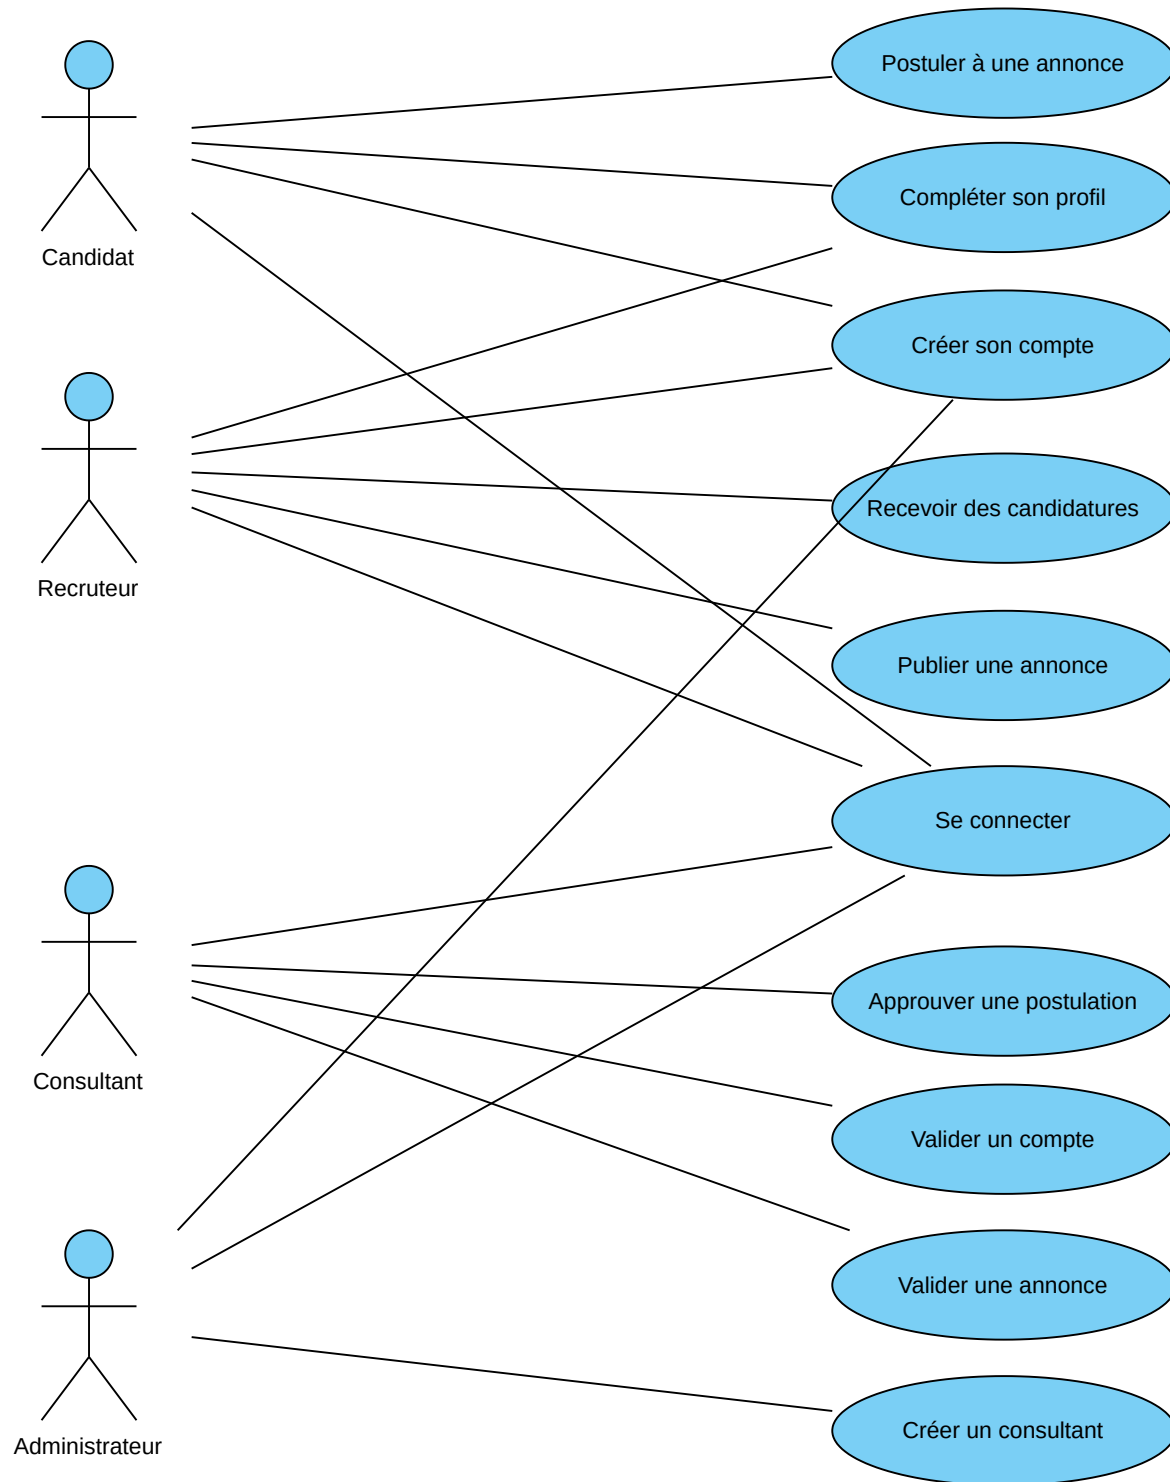 Postuler à une annonce
Compléter son profil
Candidat
Créer son compte
Recruteur
Recevoir des candidatures
Publier une annonce
Se connecter
Consultant
Approuver une postulation
Valider un compte
Valider une annonce
Administrateur
Créer un consultant